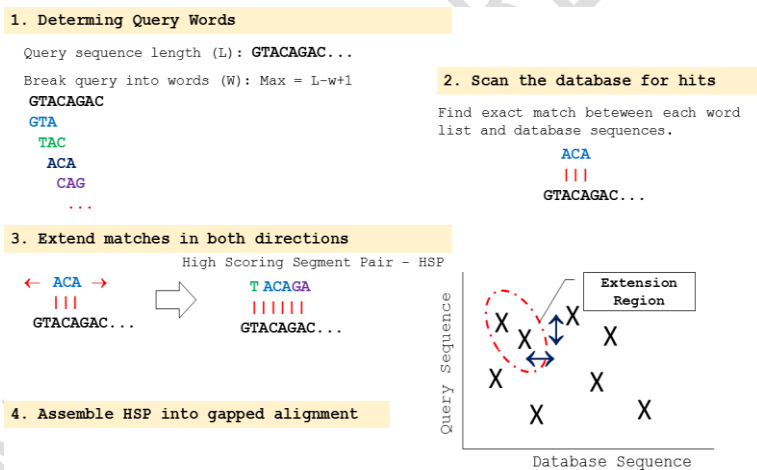 1. Determing Query Words
Query sequence length (L): GTACAGAC...
Break query into words (W): Max = L-w+1
GTACAGAC
GTA
TAC
ACA
CAG
...
2. Scan the database for hits
Find exact match beteween each word
list and database sequences.
ACA
|||
GTACAGAC...
3. Extend matches in both directions
High Scoring Segment Pair - HSP
← ACA →
|||
GTACAGAC...
T ACAGA
||||||
GTACAGAC...
4. Assemble HSP into gapped alignment
Extension
Region
Query Sequence
X X X X
X X
X X
Database Sequence